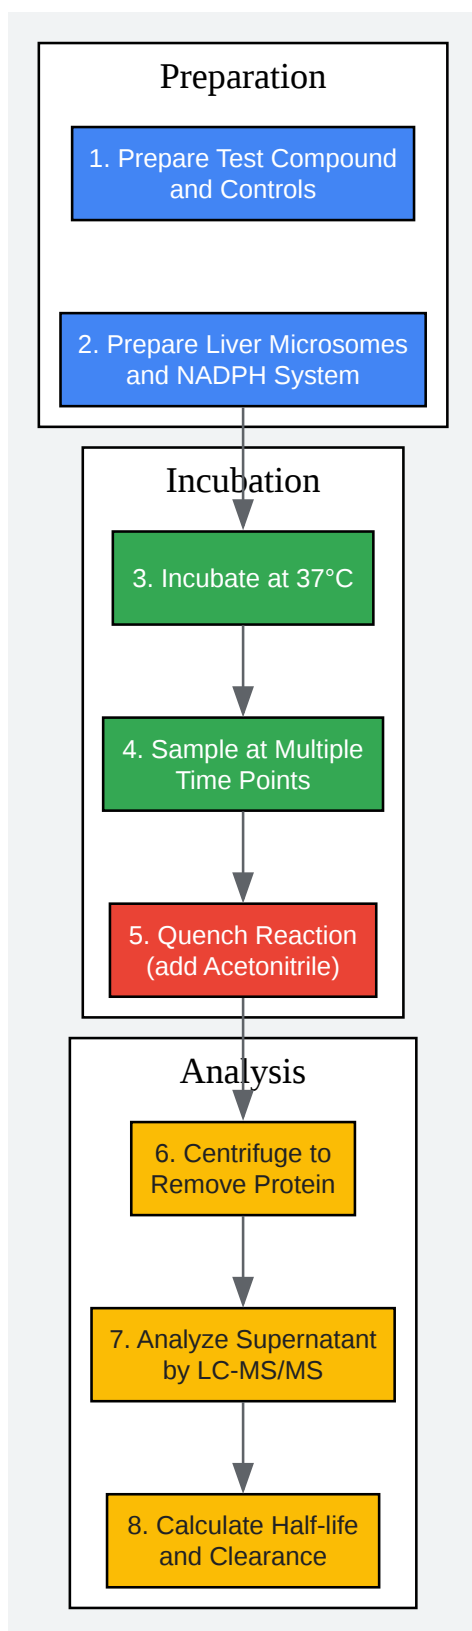 Preparation
1. Prepare Test Compound
and Controls
2. Prepare Liver Microsomes
and NADPH System
Incubation
3. Incubate at 37°C
4. Sample at Multiple
Time Points
5. Quench Reaction
(add Acetonitrile)
Analysis
6. Centrifuge to
Remove Protein
7. Analyze Supernatant
by LC-MS/MS
8. Calculate Half-life
and Clearance